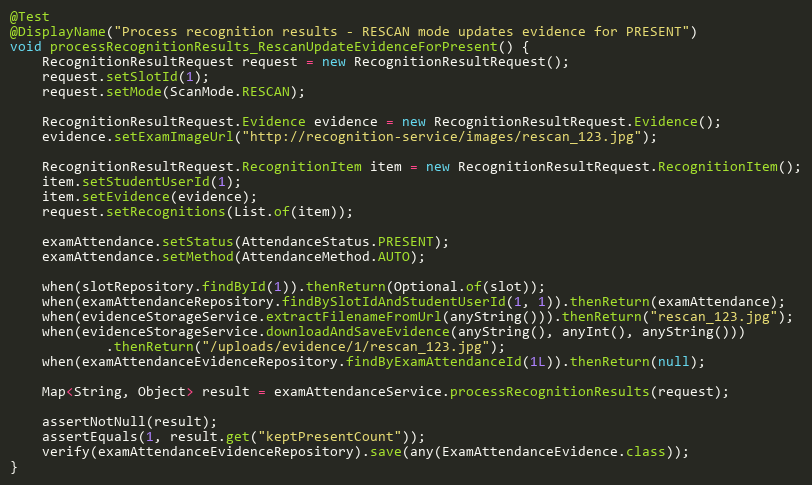 @Test
@DisplayName("Process recognition results - RESCAN mode updates evidence for PRESENT")
void processRecognitionResults_RescanUpdateEvidenceForPresent() {
    RecognitionResultRequest request = new RecognitionResultRequest();
    request.setSlotId(1);
    request.setMode(ScanMode.RESCAN);

    RecognitionResultRequest.Evidence evidence = new RecognitionResultRequest.Evidence();
    evidence.setExamImageUrl("http://recognition-service/images/rescan_123.jpg");

    RecognitionResultRequest.RecognitionItem item = new RecognitionResultRequest.RecognitionItem();
    item.setStudentUserId(1);
    item.setEvidence(evidence);
    request.setRecognitions(List.of(item));

    examAttendance.setStatus(AttendanceStatus.PRESENT);
    examAttendance.setMethod(AttendanceMethod.AUTO);

    when(slotRepository.findById(1)).thenReturn(Optional.of(slot));
    when(examAttendanceRepository.findBySlotIdAndStudentUserId(1, 1)).thenReturn(examAttendance);
    when(evidenceStorageService.extractFilenameFromUrl(anyString())).thenReturn("rescan_123.jpg");
    when(evidenceStorageService.downloadAndSaveEvidence(anyString(), anyInt(), anyString()))
            .thenReturn("/uploads/evidence/1/rescan_123.jpg");
    when(examAttendanceEvidenceRepository.findByExamAttendanceId(1L)).thenReturn(null);

    Map<String, Object> result = examAttendanceService.processRecognitionResults(request);

    assertNotNull(result);
    assertEquals(1, result.get("keptPresentCount"));
    verify(examAttendanceEvidenceRepository).save(any(ExamAttendanceEvidence.class));
}